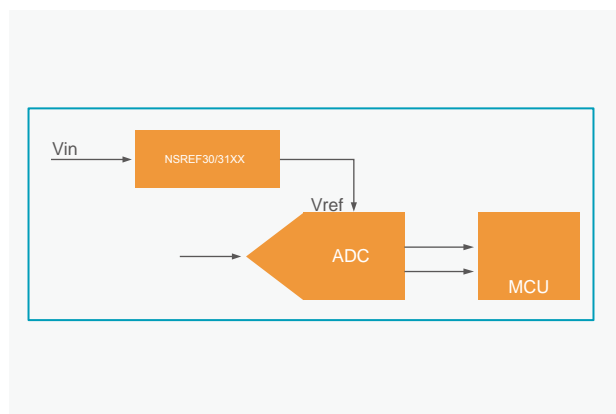 Vin
NSREF30/31XX
Vref
ADC
MCU